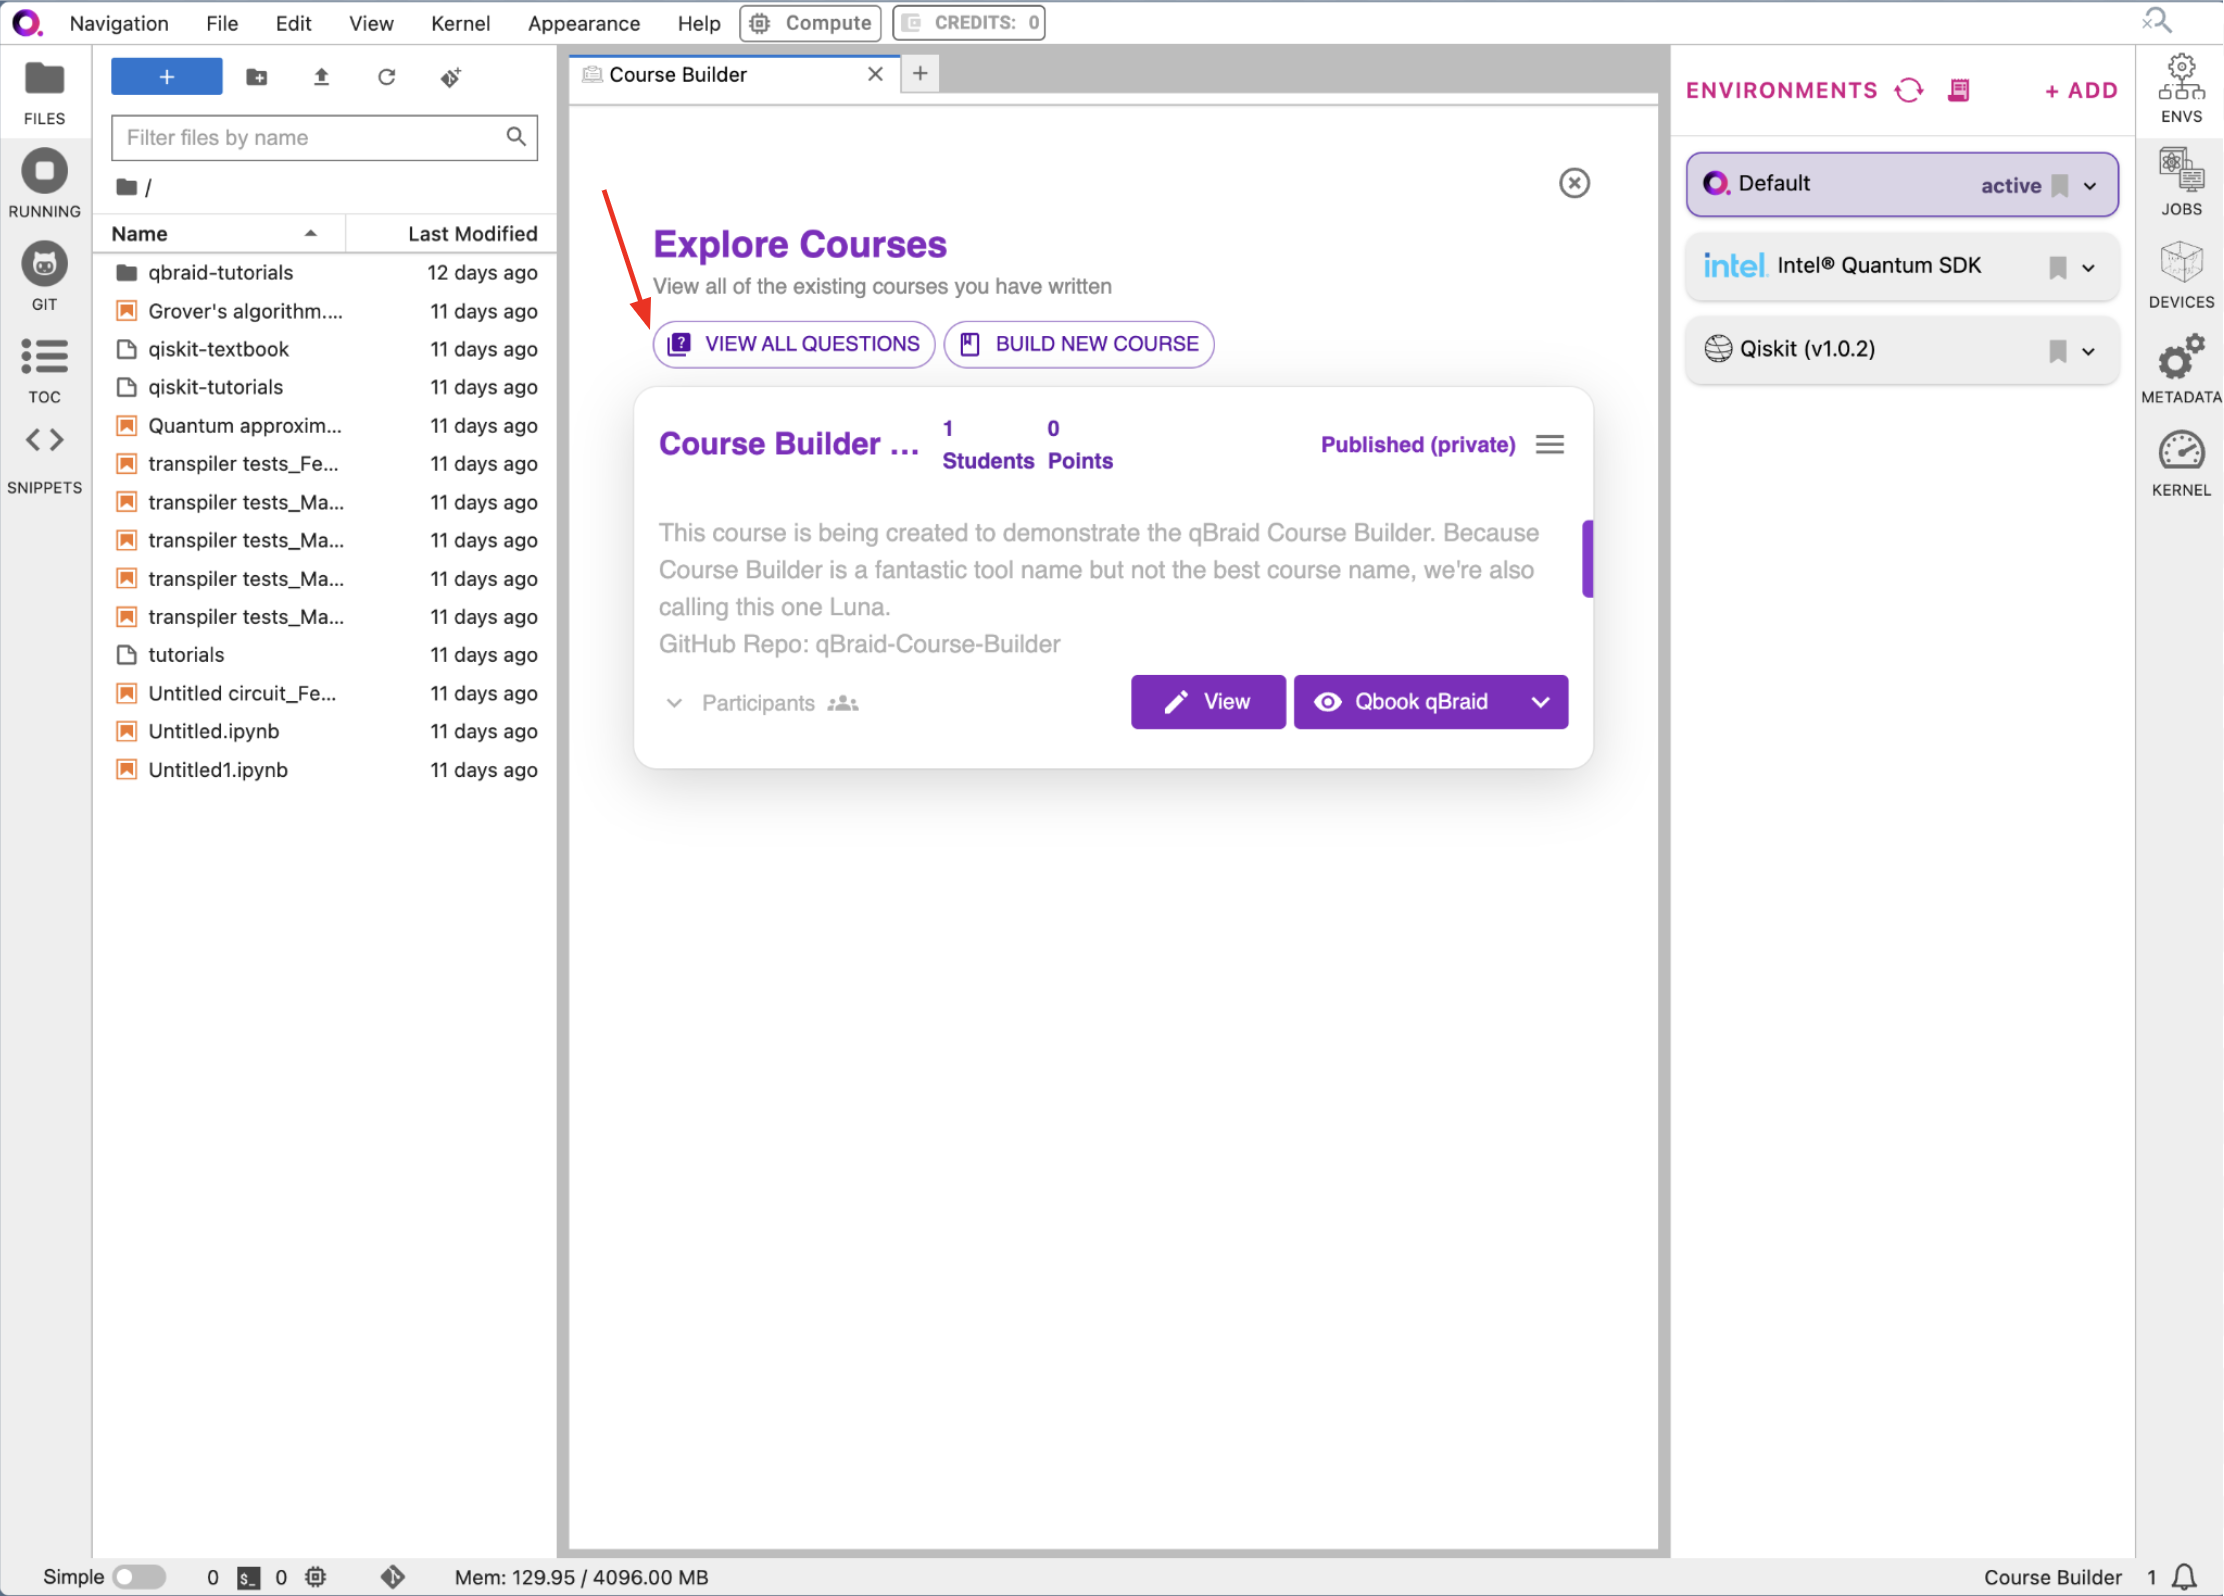 Navigation File Edit View Kernel Appearance Help Compute CREDITS: 0
FILES
RUNNING
GIT
TOC
SNIPPETS
+
Filter files by name
/
Name Last Modified
qbraid-tutorials 12 days ago
Grover's algorithm.... 11 days ago
qiskit-textbook 11 days ago
qiskit-tutorials 11 days ago
Quantum approxim... 11 days ago
transpiler tests_Fe... 11 days ago
transpiler tests_Ma... 11 days ago
transpiler tests_Ma... 11 days ago
transpiler tests_Ma... 11 days ago
transpiler tests_Ma... 11 days ago
tutorials 11 days ago
Untitled circuit_Fe... 11 days ago
Untitled.ipynb 11 days ago
Untitled1.ipynb 11 days ago
Course Builder
Explore Courses
View all of the existing courses you have written
VIEW ALL QUESTIONS BUILD NEW COURSE
Course Builder ...
1 Students
0 Points
Published (private)
This course is being created to demonstrate the qBraid Course Builder. Because
Course Builder is a fantastic tool name but not the best course name, we're also
calling this one Luna.
GitHub Repo: qBraid-Course-Builder
Participants View Qbook qBraid
ENVIRONMENTS + ADD
Default active
intel. Intel® Quantum SDK
Qiskit (v1.0.2)
ENVS
JOBS
DEVICES
METADATA
KERNEL
Simple 0 $_ 0 Mem: 129.95 / 4096.00 MB Course Builder 1